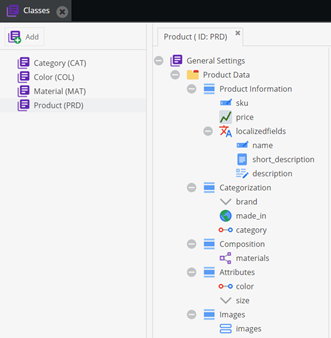 Classes
Add
Category (CAT)
Color (COL)
Material (MAT)
Product (PRD)
Product ( ID: PRD)
General Settings
Product Data
Product Information
sku
price
localizedfields
name
short_description
description
Categorization
brand
made_in
category
Composition
materials
Attributes
color
size
Images
images